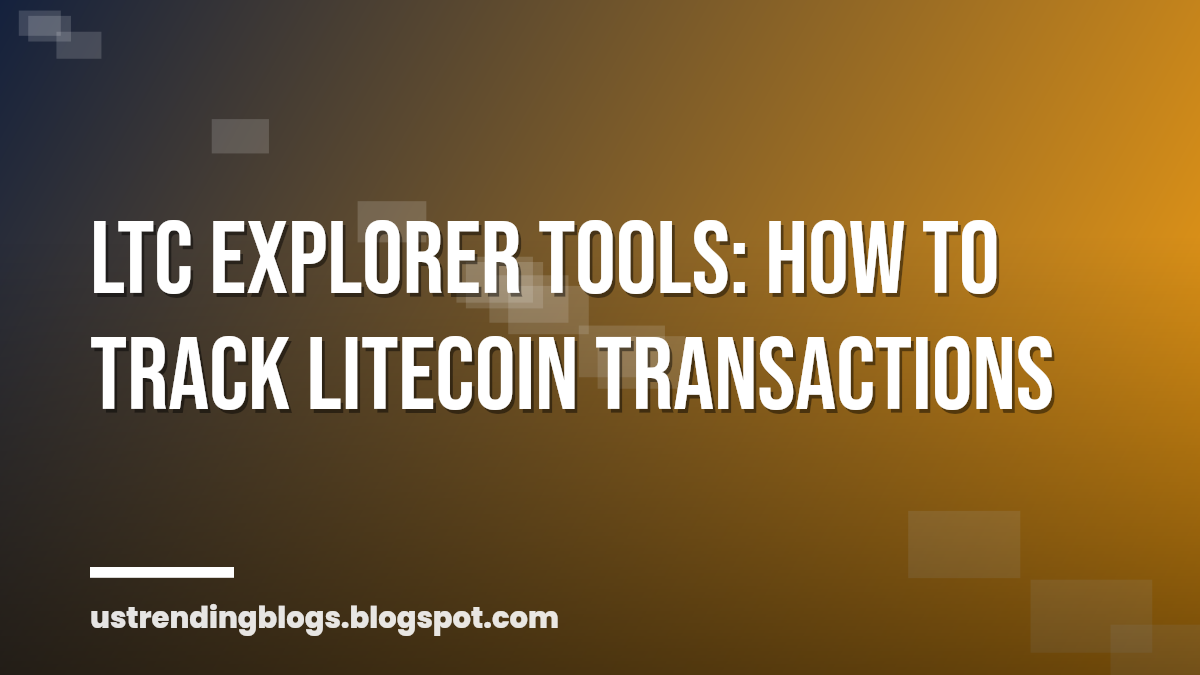 LTC EXPLORER TOOLS: HOW TO
TRACK LITECOIN TRANSACTIONS
ustrendingblogs.blogspot.com